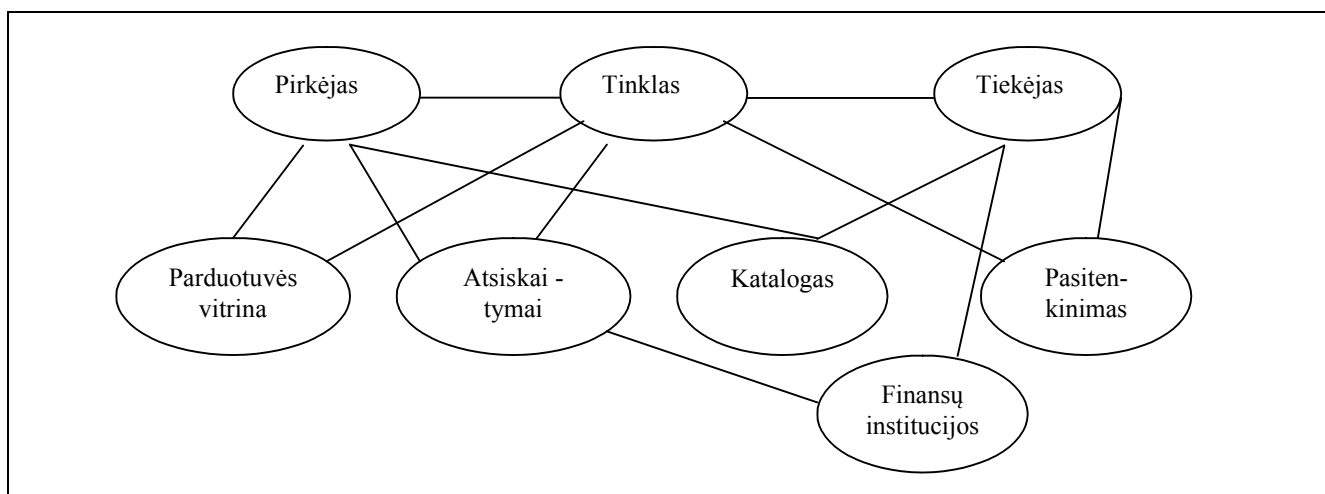 Pirkėjas
Tinklas
Tiekėjas
Parduotuvės
vitrina
Atsiskai -
tymai
Katalogas
Pasiten-
kinimas
Finansų
institucijos